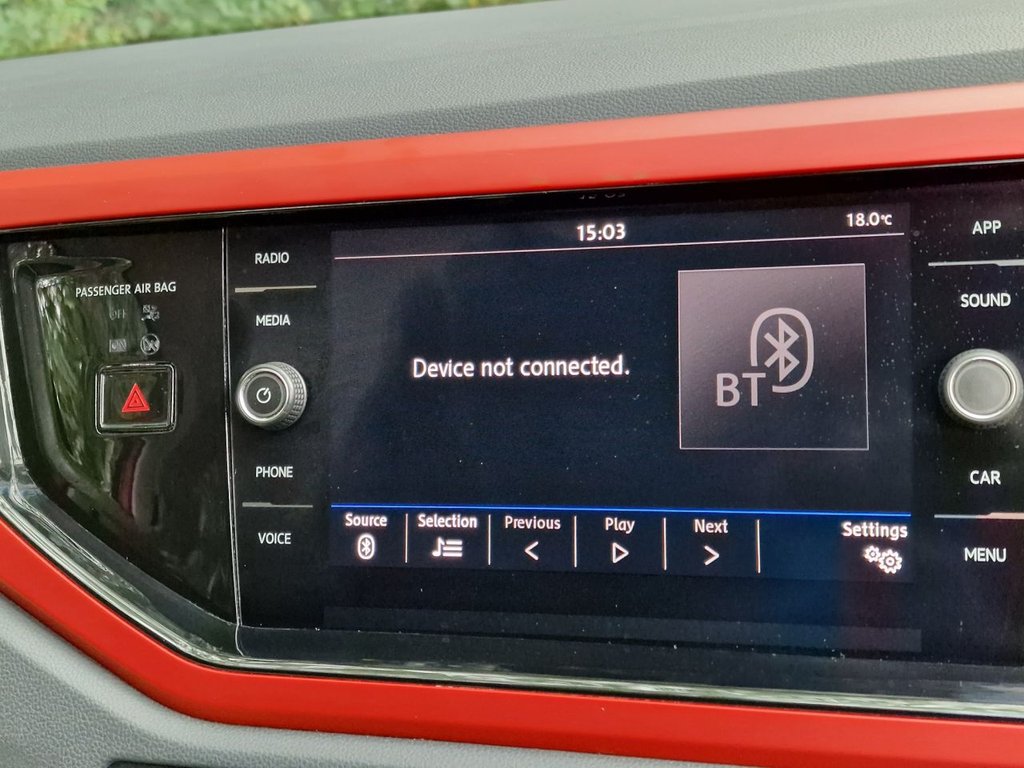 PASSENGER AIR BAG
OFF
ON
RADIO
MEDIA
PHONE
VOICE
15:03
18.0°C
Device not connected.
BT
Source
Selection
Previous
Play
Next
Settings
APP
SOUND
CAR
MENU